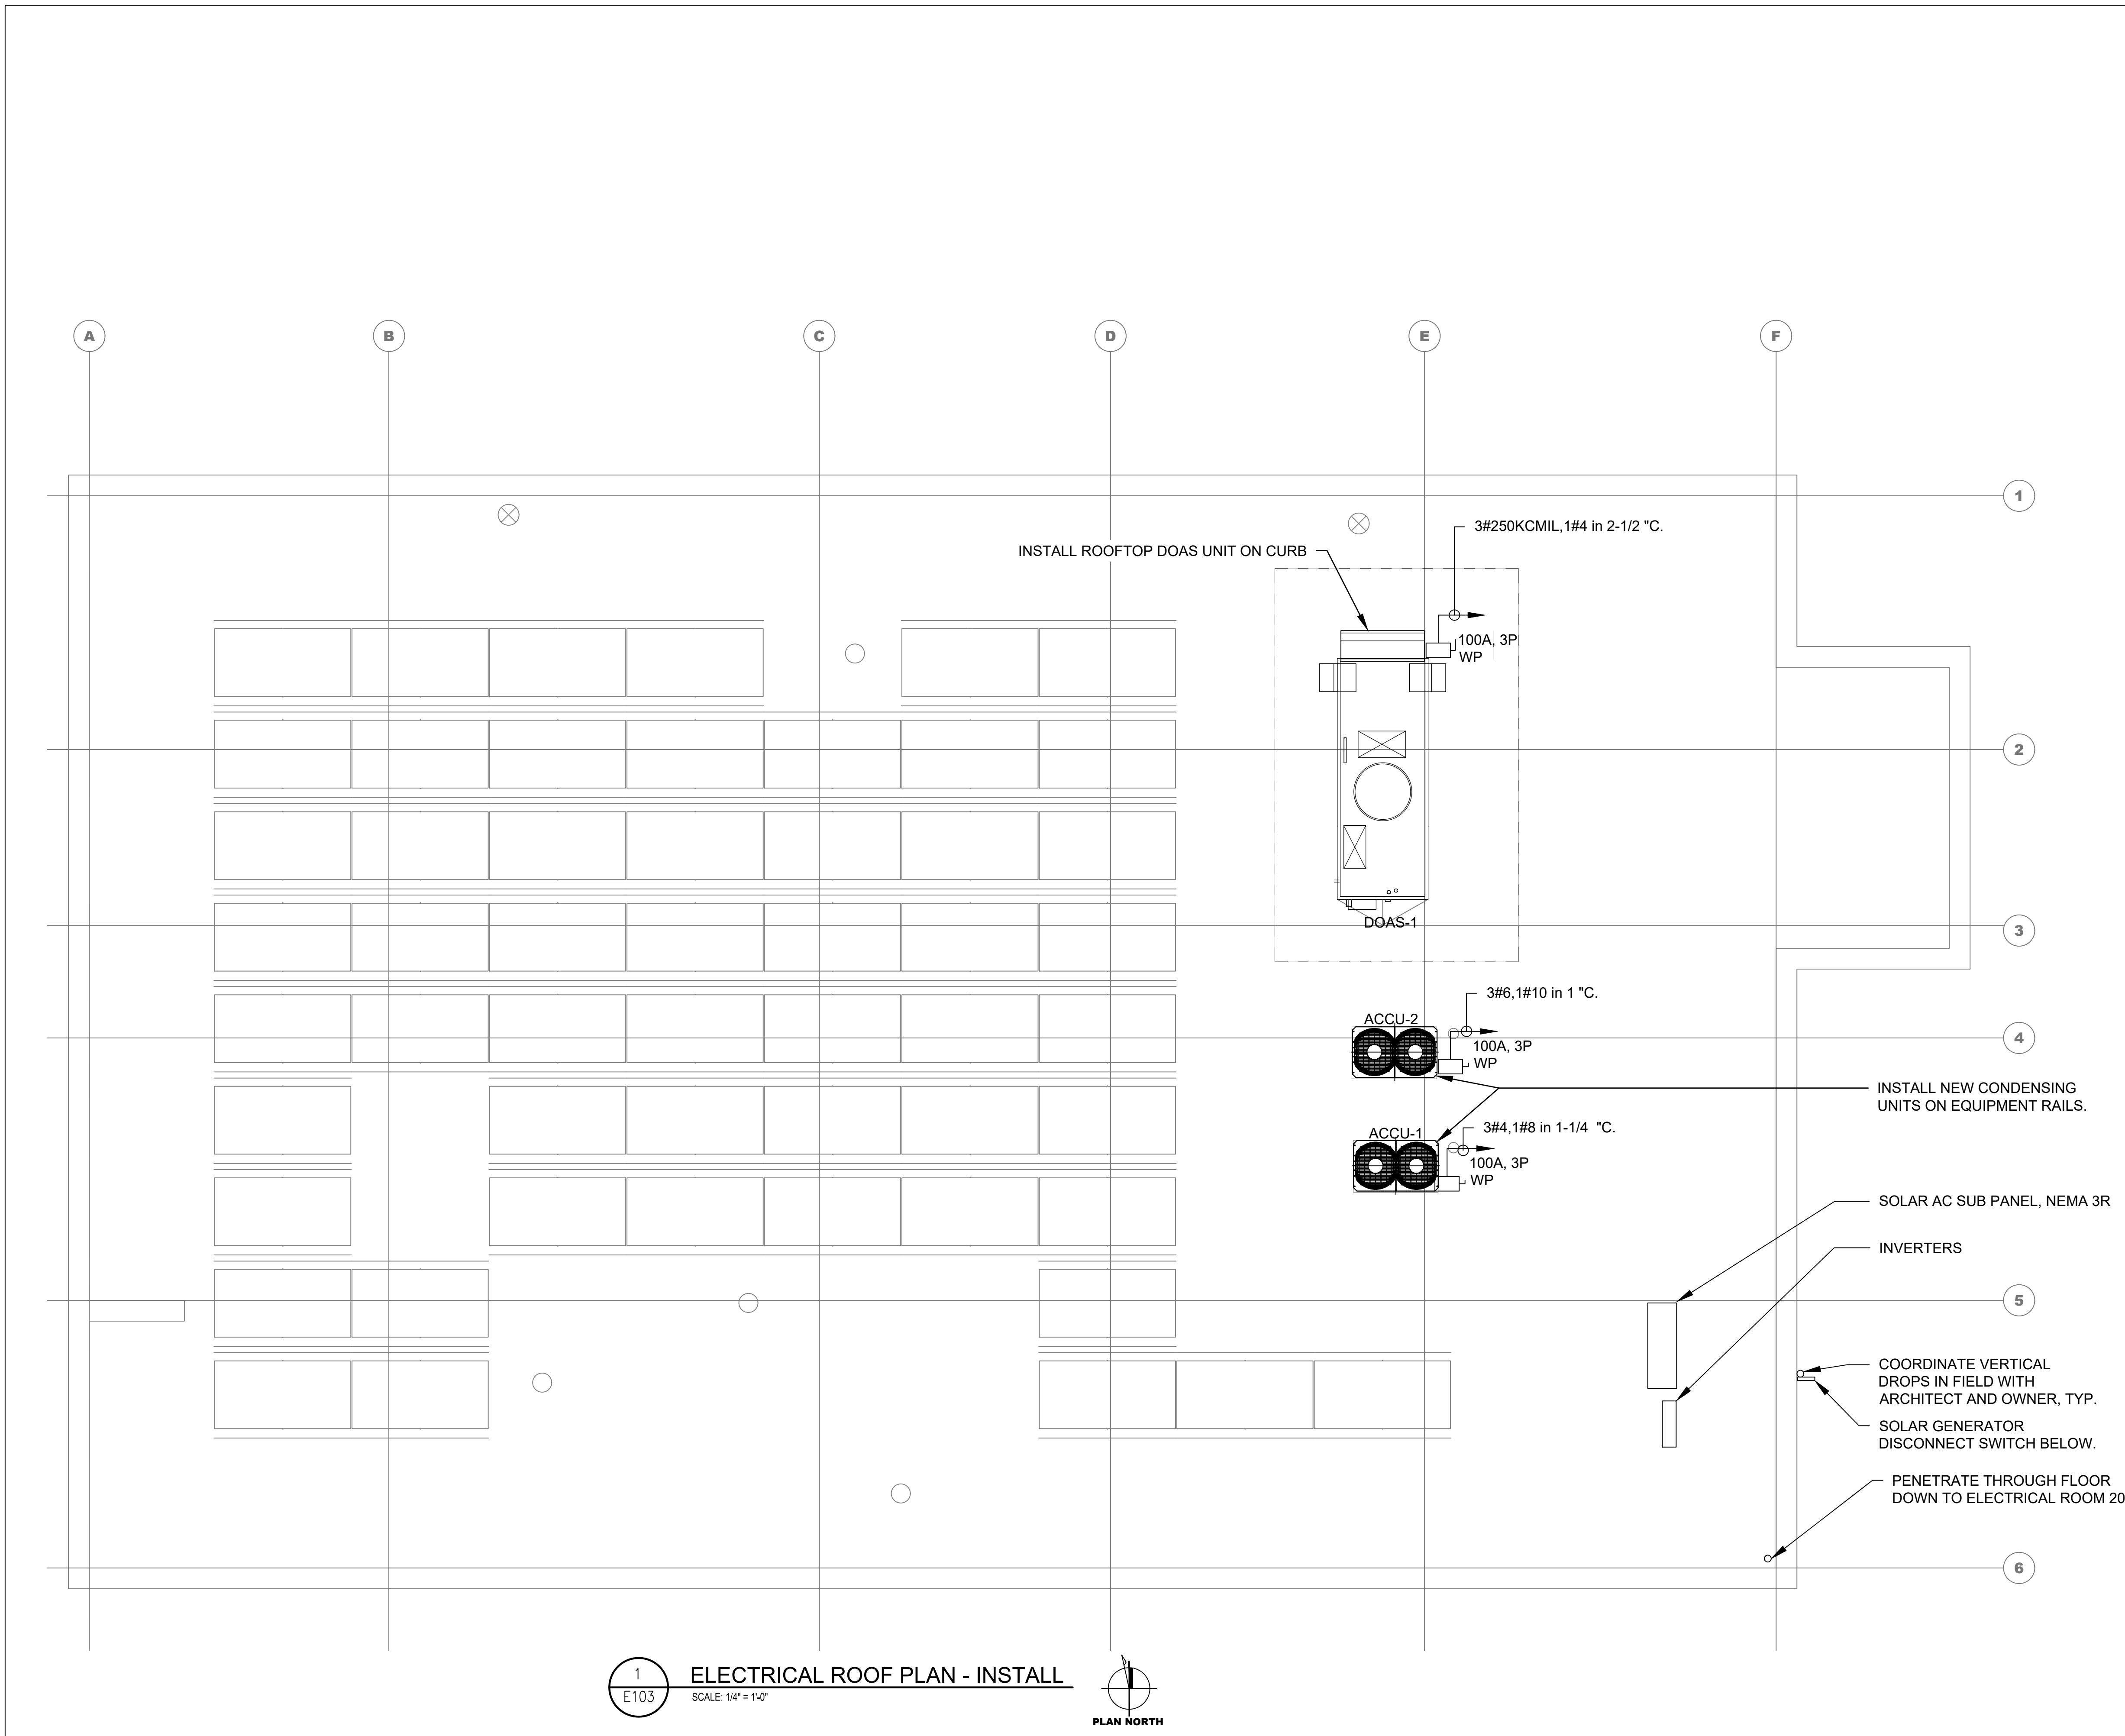 A
B
C
D
E
F
1
3#250KCMIL,1#4 in 2-1/2 "C.
INSTALL ROOFTOP DOAS UNIT ON CURB
100A, 3P
WP
2
DOAS-1
3
3#6,1#10 in 1 "C.
ACCU-2
4
100A, 3P
WP
INSTALL NEW CONDENSING
UNITS ON EQUIPMENT RAILS.
3#4,1#8 in 1-1/4 "C.
ACCU-1
100A, 3P
WP
SOLAR AC SUB PANEL, NEMA 3R
INVERTERS
5
COORDINATE VERTICAL
DROPS IN FIELD WITH
ARCHITECT AND OWNER, TYP.
SOLAR GENERATOR
DISCONNECT SWITCH BELOW.
PENETRATE THROUGH FLOOR
DOWN TO ELECTRICAL ROOM 20
6
1
E103
ELECTRICAL ROOF PLAN - INSTALL
SCALE: 1/4" = 1'-0"
PLAN NORTH